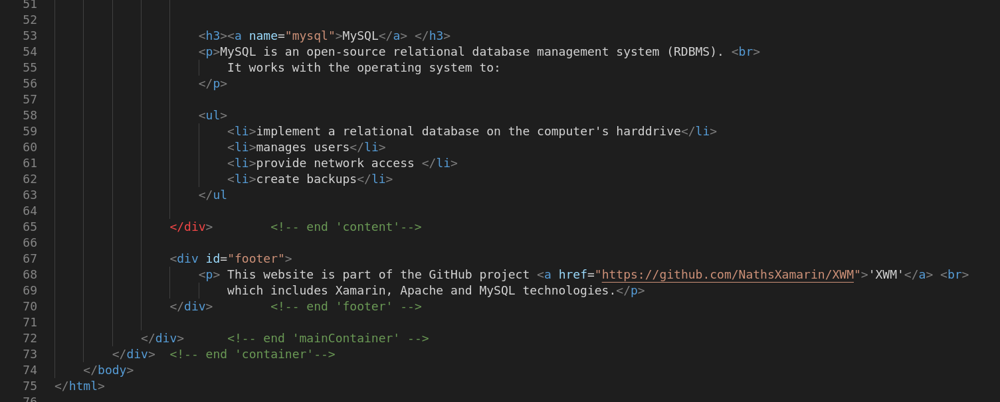 51
52
53 <h3><a name="mysql">MySQL</a> </h3>
54 <p>MySQL is an open-source relational database management system (RDBMS). <br>
55 It works with the operating system to:
56 </p>
57
58 <ul>
59 <li>implement a relational database on the computer's harddrive</li>
60 <li>manages users</li>
61 <li>provide network access </li>
62 <li>create backups</li>
63 </ul
64
65 </div> <!-- end 'content'-->
66
67 <div id="footer">
68 <p> This website is part of the GitHub project <a href="https://github.com/NathsXamarin/XWM">'XWM'</a> <br>
69 which includes Xamarin, Apache and MySQL technologies.</p>
70 </div> <!-- end 'footer' -->
71
72 </div> <!-- end 'mainContainer' -->
73 </div> <!-- end 'container'-->
74 </body>
75 </html>
76